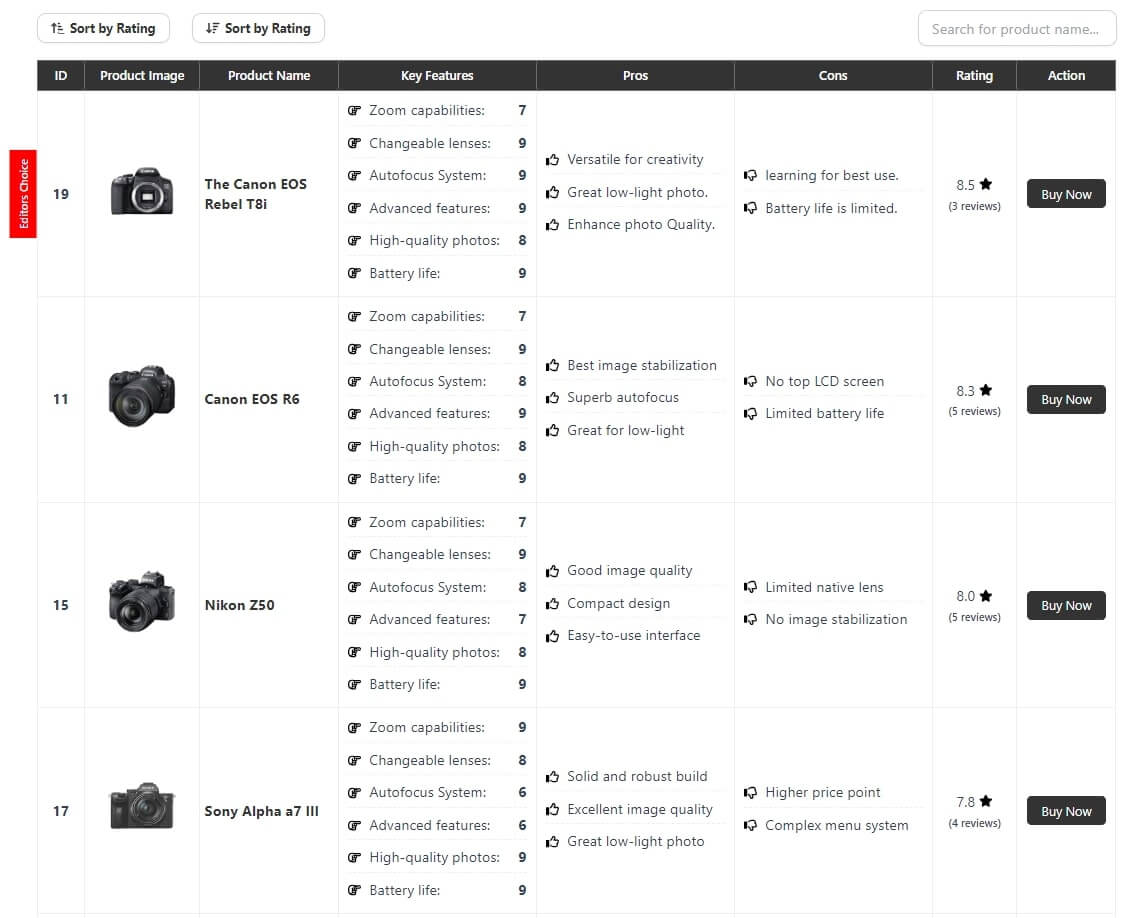 Sort by Rating
Sort by Rating
Search for product name...
ID Product Image Product Name Key Features Pros Cons Rating Action
Editors Choice
19
The Canon EOS
Rebel T8i
Zoom capabilities: 7
Changeable lenses: 9
Autofocus System: 9
Advanced features: 9
High-quality photos: 8
Battery life: 9
Versatile for creativity
Great low-light photo.
Enhance photo Quality.
learning for best use.
Battery life is limited.
8.5
(3 reviews)
Buy Now
11
Canon EOS R6
Zoom capabilities: 7
Changeable lenses: 9
Autofocus System: 8
Advanced features: 9
High-quality photos: 8
Battery life: 9
Best image stabilization
Superb autofocus
Great for low-light
No top LCD screen
Limited battery life
8.3
(5 reviews)
Buy Now
15
Nikon Z50
Zoom capabilities: 7
Changeable lenses: 9
Autofocus System: 8
Advanced features: 7
High-quality photos: 8
Battery life: 9
Good image quality
Compact design
Easy-to-use interface
Limited native lens
No image stabilization
8.0
(5 reviews)
Buy Now
17
Sony Alpha a7 III
Zoom capabilities: 9
Changeable lenses: 8
Autofocus System: 6
Advanced features: 6
High-quality photos: 9
Battery life: 9
Solid and robust build
Excellent image quality
Great low-light photo
Higher price point
Complex menu system
7.8
(4 reviews)
Buy Now